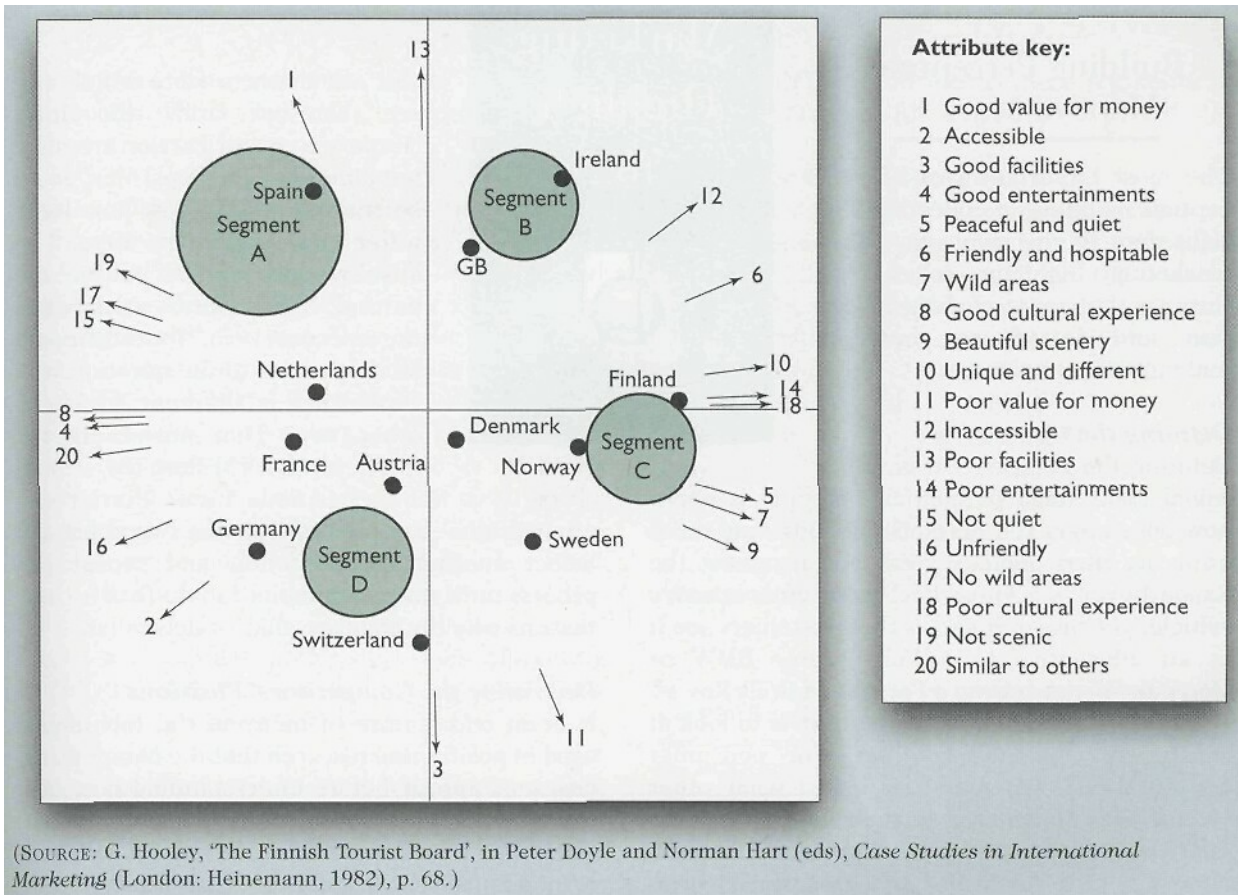 13
1
Ireland
Spain
Segment
A
Segment
B
12
GB
19
6
17
15
Netherlands
Finland
10
14
8
18
4
Denmark
Segment
C
20
France
Austria
Norway
5
7
Germany
16
Segment
D
Sweden
9
2
Switzerland
11
3
Attribute key:
1 Good value for money
2 Accessible
3 Good facilities
4 Good entertainments
5 Peaceful and quiet
6 Friendly and hospitable
7 Wild areas
8 Good cultural experience
9 Beautiful scenery
10 Unique and different
11 Poor value for money
12 Inaccessible
13 Poor facilities
14 Poor entertainments
15 Not quiet
16 Unfriendly
17 No wild areas
18 Poor cultural experience
19 Not scenic
20 Similar to others
(SOURCE: G. Hooley, 'The Finnish Tourist Board', in Peter Doyle and Norman Hart (eds), Case Studies in International
Marketing (London: Heinemann, 1982), p. 68.)